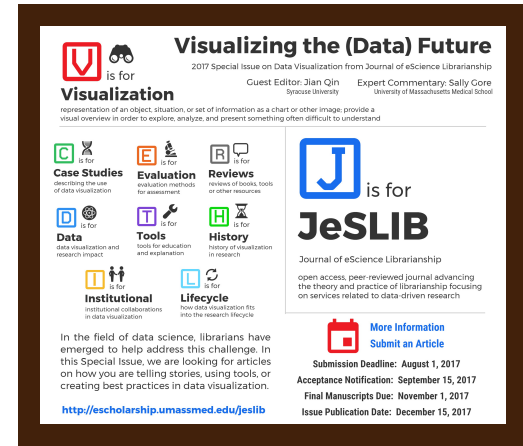 Visualizing the (Data) Future
2017 Special Issue on Data Visualization from Journal of eScience Librarianship
Guest Editor: Jian Qin
Syracuse University
Expert Commentary: Sally Gore
University of Massachusetts Medical School
V is for
Visualization
representation of an object, situation, or set of information as a chart or other image; provide a
visual overview in order to explore, analyze, and present something often difficult to understand
C is for
Case Studies
describing the use
of data visualization
E is for
Evaluation
evaluation methods
for assessment
R is for
Reviews
reviews of books, tools
or other resources
D is for
Data
data visualization and
research impact
T is for
Tools
tools for education
and explanation
H is for
History
history of visualization
in research
I is for
Institutional
institutional collaborations
in data visualization
L is for
Lifecycle
how data visualization fits
into the research lifecycle
In the field of data science, librarians have
emerged to help address this challenge. In
this Special Issue, we are looking for articles
on how you are telling stories, using tools, or
creating best practices in data visualization.
http://escholarship.umassmed.edu/jeslib
J is for
JeSLIB
Journal of eScience Librarianship
open access, peer-reviewed journal advancing
the theory and practice of librarianship focusing
on services related to data-driven research
More Information
Submit an Article
Submission Deadline: August 1, 2017
Acceptance Notification: September 15, 2017
Final Manuscripts Due: November 1, 2017
Issue Publication Date: December 15, 2017